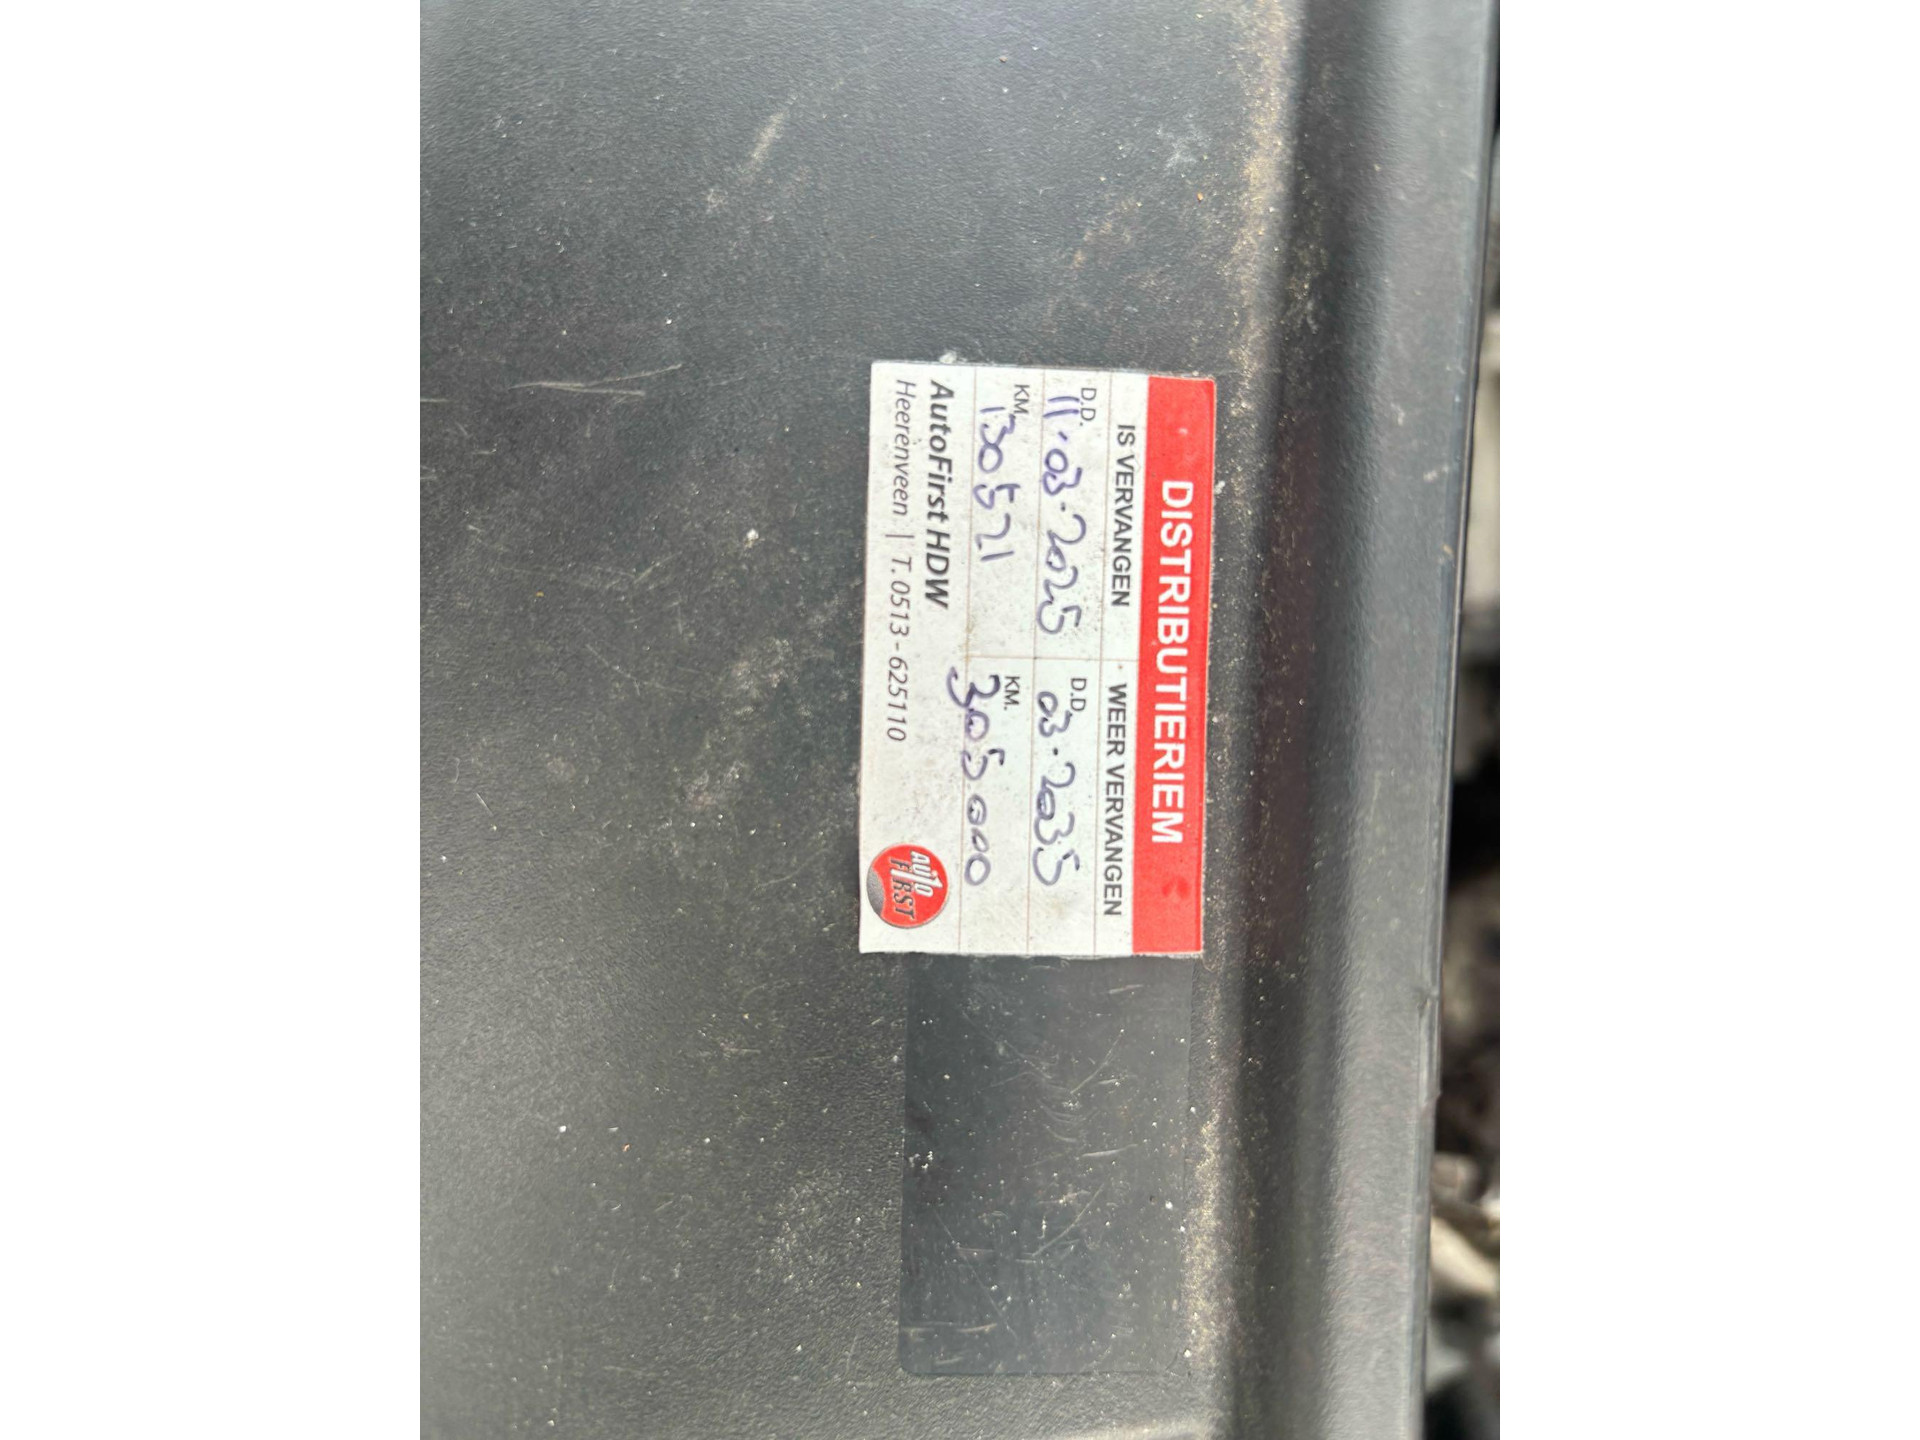 DISTRIBUTIERIEM
IS VERVANGEN WEER VERVANGEN
D.D. 11.03.2025 D.D. 03.2035
KM. 130521 KM. 305000
AutoFirst HDW
Heerenveen | T. 0513 - 625110
AUTO
FIRST